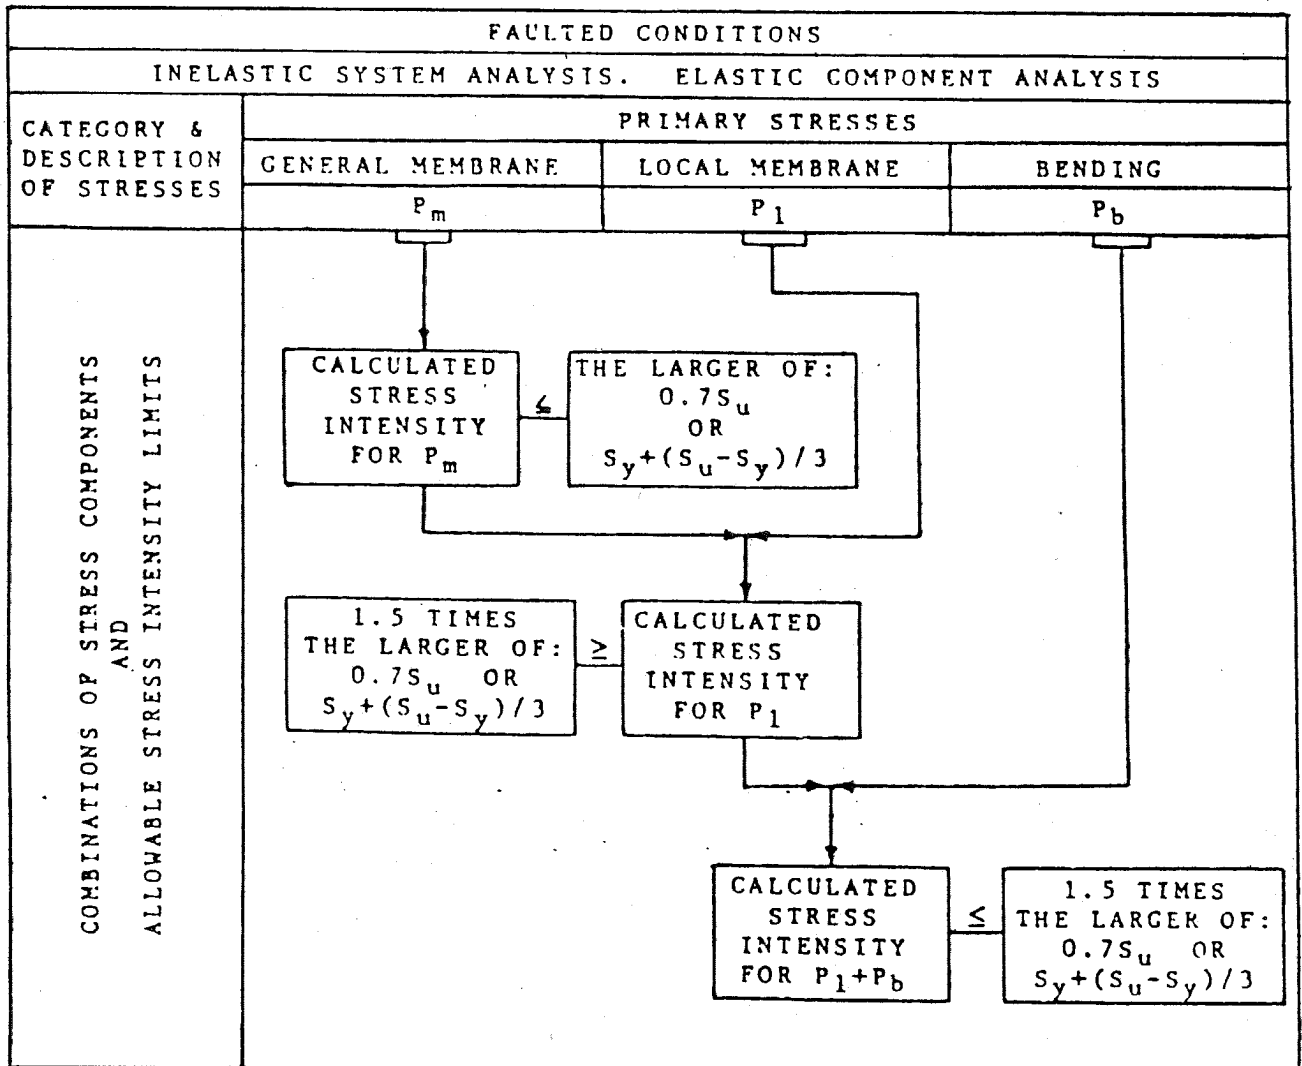 FAULTED CONDITIONS
INELASTIC SYSTEM ANALYSIS. ELASTIC COMPONENT ANALYSIS
CATEGORY &
DESCRIPTION
OF STRESSES
PRIMARY STRESSES
GENERAL MEMBRANE
LOCAL MEMBRANE
BENDING
Pm
Pl
Pb
COMBINATIONS OF STRESS COMPONENTS
AND
ALLOWABLE STRESS INTENSITY LIMITS
CALCULATED
STRESS
INTENSITY
FOR Pm
≤
THE LARGER OF:
0.7Su
OR
Sy+(Su-Sy)/3
1.5 TIMES
THE LARGER OF:
0.7Su OR
Sy+(Su-Sy)/3
≥
CALCULATED
STRESS
INTENSITY
FOR Pl
CALCULATED
STRESS
INTENSITY
FOR Pl+Pb
≤
1.5 TIMES
THE LARGER OF:
0.7Su OR
Sy+(Su-Sy)/3